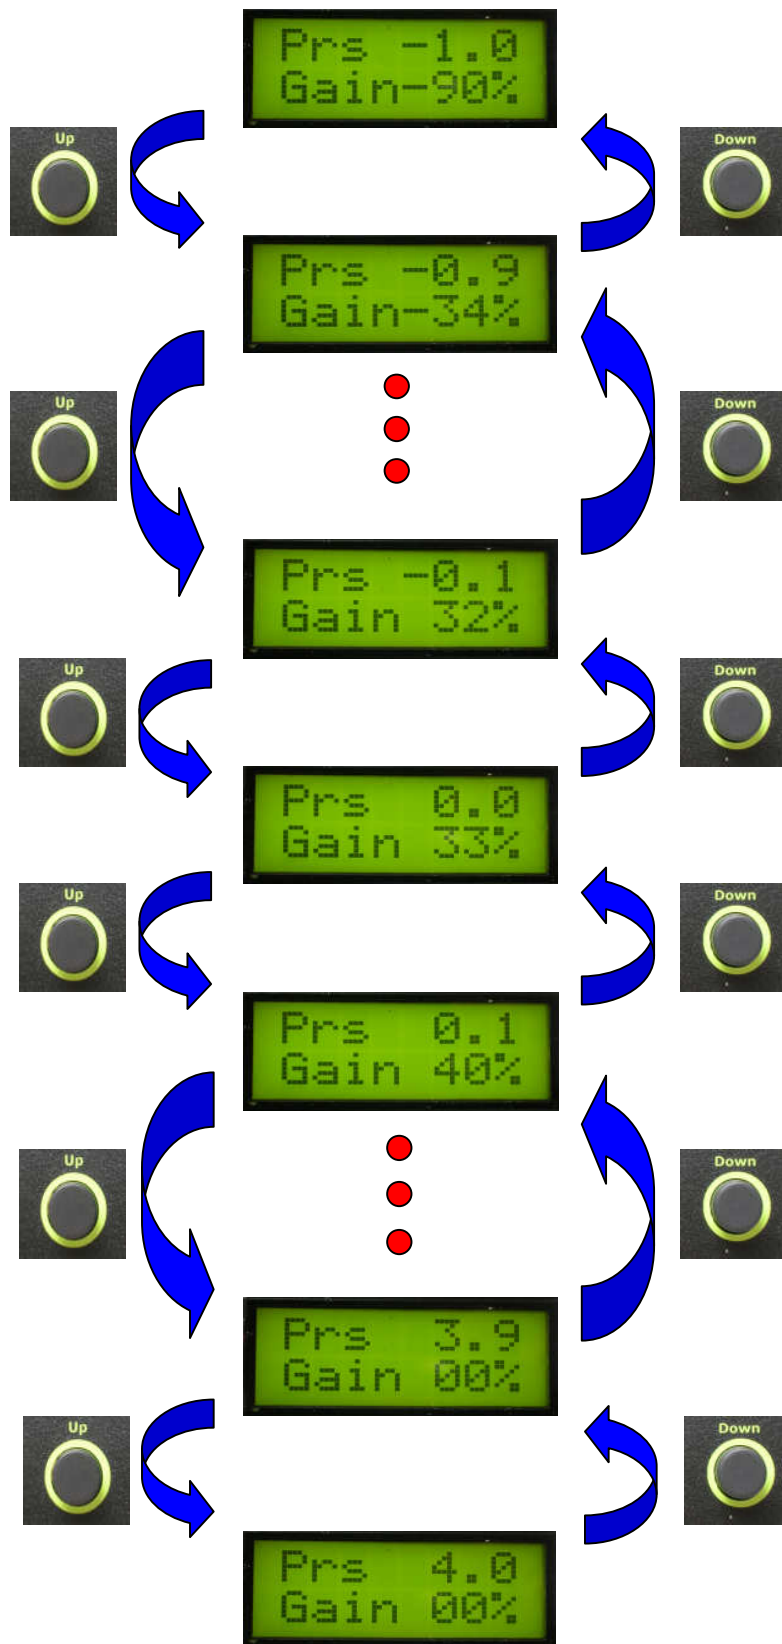 Prs -1.0
Gain-90%
Up
Down
Prs -0.9
Gain-34%
Up
Down
Prs -0.1
Gain 32%
Up
Down
Prs 0.0
Gain 33%
Up
Down
Prs 0.1
Gain 40%
Up
Down
Prs 3.9
Gain 00%
Up
Down
Prs 4.0
Gain 00%